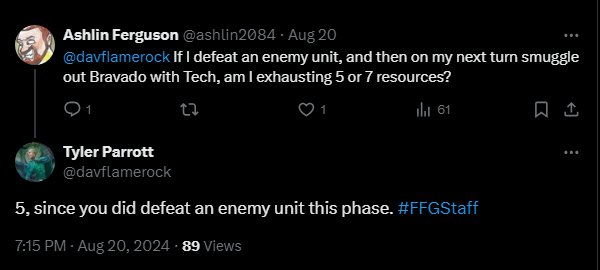 Ashlin Ferguson @ashlin2084 · Aug 20
@davflamerock If I defeat an enemy unit, and then on my next turn smuggle
out Bravado with Tech, am I exhausting 5 or 7 resources?
1 1 61
Tyler Parrott
@davflamerock
5, since you did defeat an enemy unit this phase. #FFGStaff
7:15 PM · Aug 20, 2024 · 89 Views